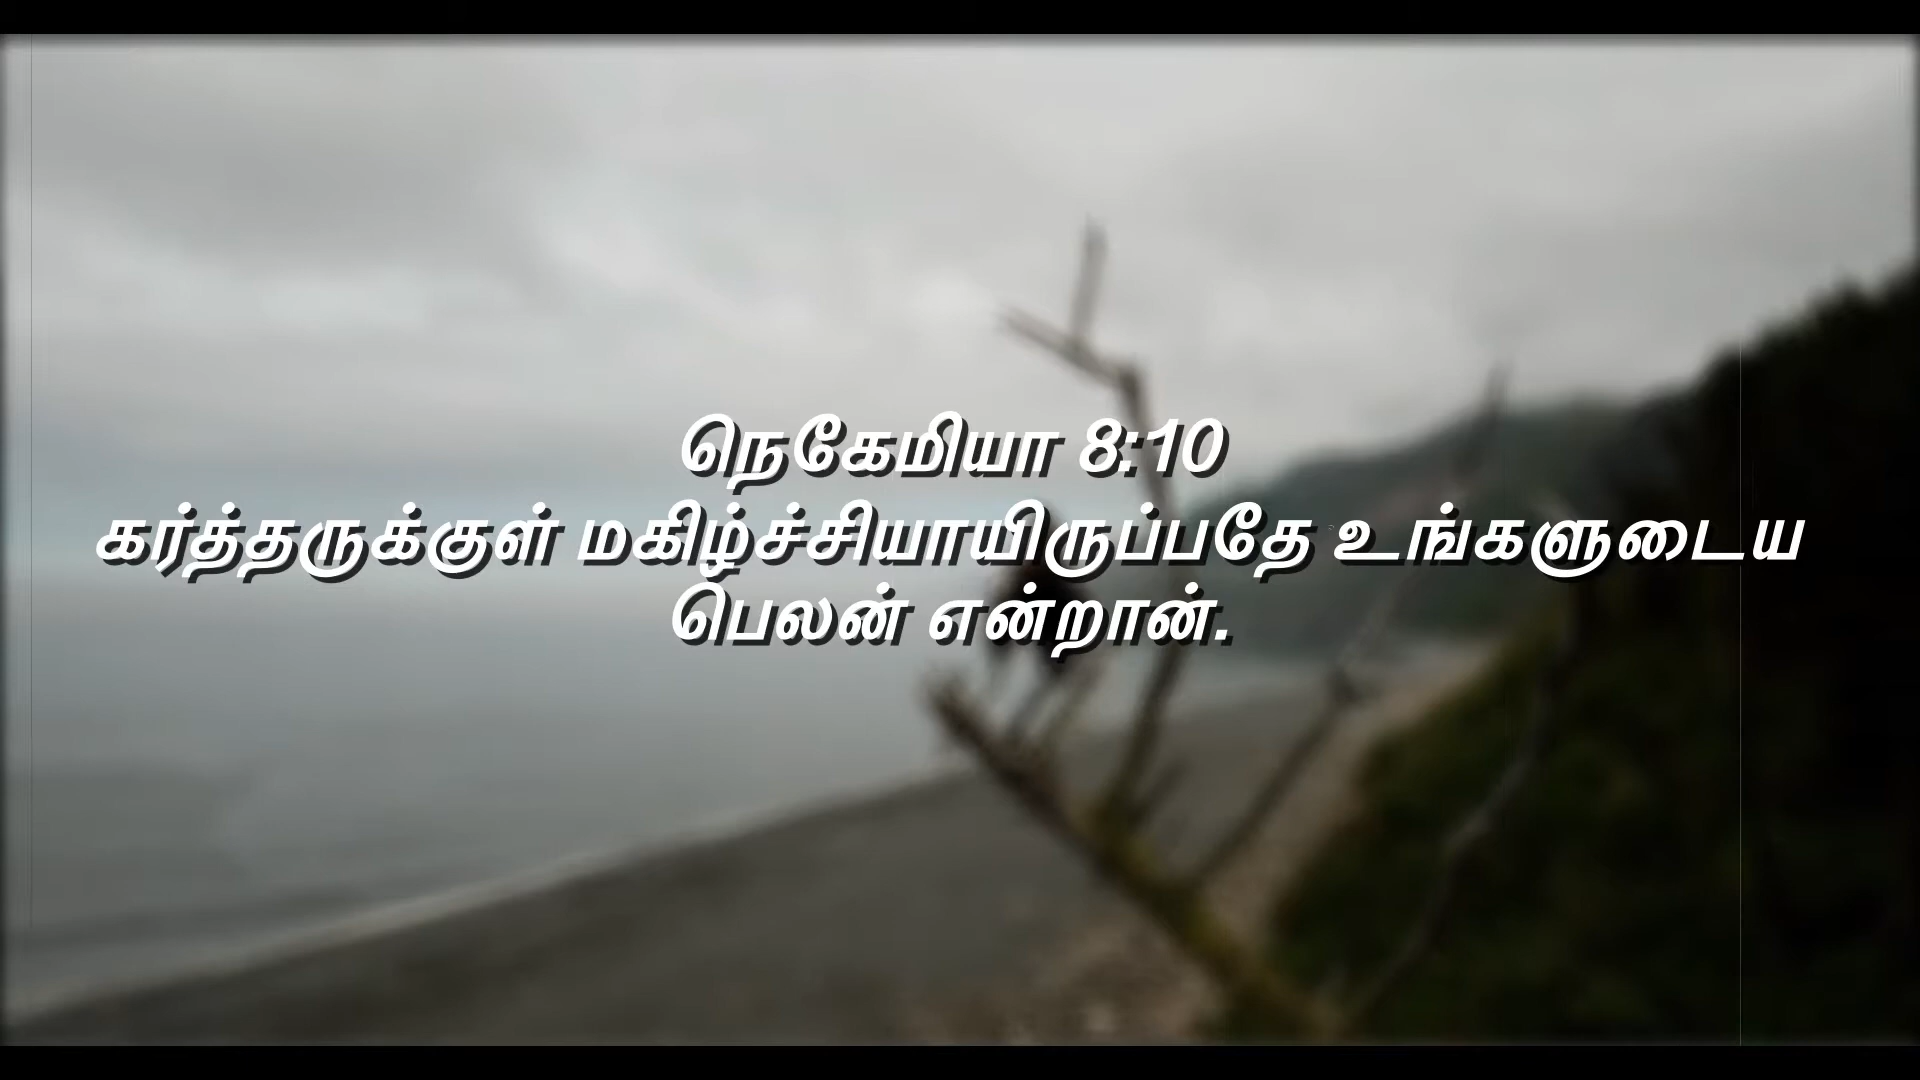 நெகேமியா 8:10
கர்த்தருக்குள் மகிழ்ச்சியாயிருப்பதே உங்களுடைய
பெலன் என்றான்.